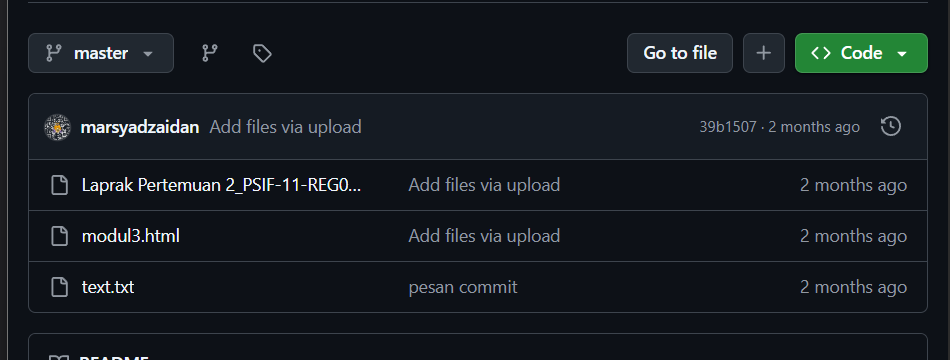 master Go to file Code
marsyadzaidan Add files via upload 39b1507 · 2 months ago
Laprak Pertemuan 2_PSIF-11-REG0... Add files via upload 2 months ago
modul3.html Add files via upload 2 months ago
text.txt pesan commit 2 months ago
README